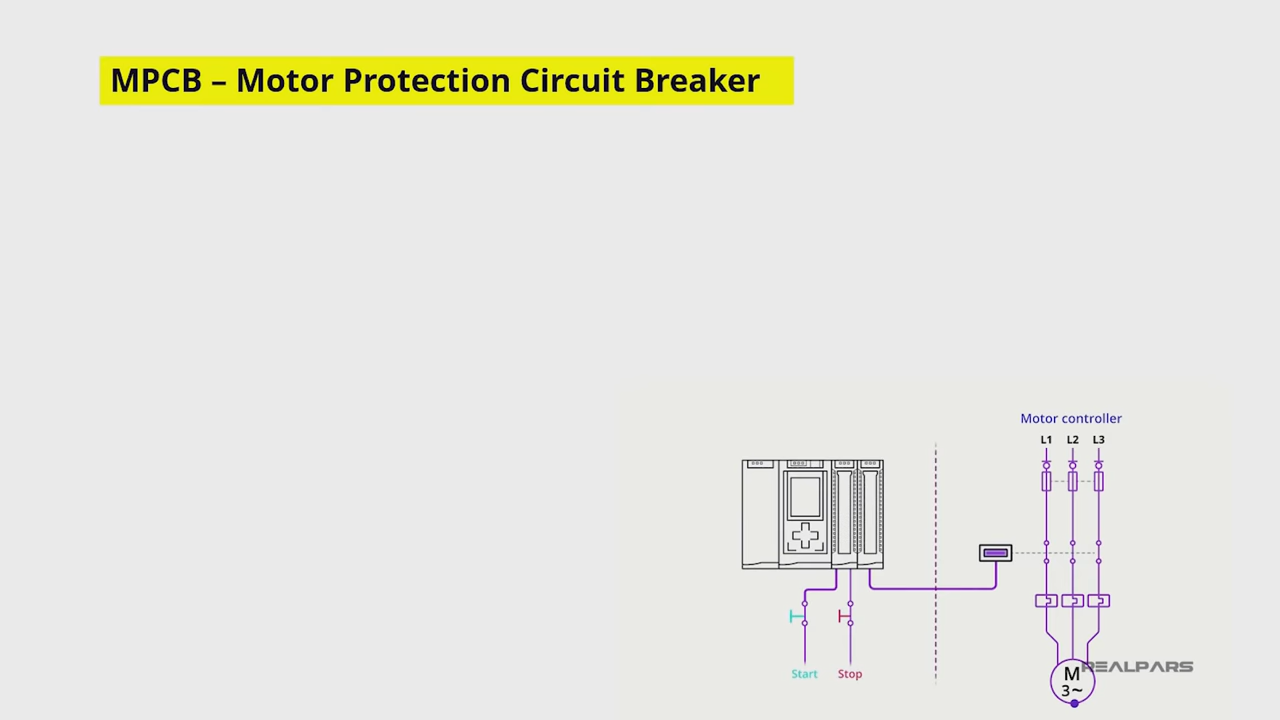 MPCB – Motor Protection Circuit Breaker
Motor controller
L1 L2 L3
Start Stop
REALPARS
M
3~